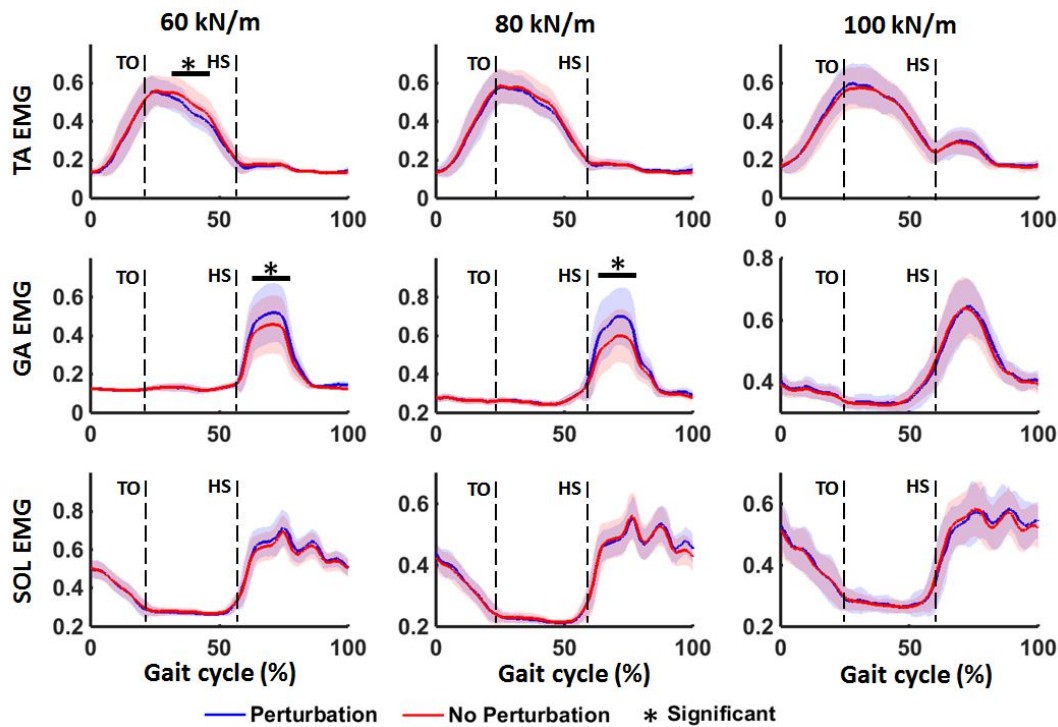 60 kN/m 80 kN/m 100 kN/m
TA EMG
0.6
0.4
0.2
0
TO * HS
0 50 100
0.6
0.4
0.2
0
TO HS
0 50 100
0.6
0.4
0.2
0
TO HS
0 50 100
GA EMG
0.6
0.4
0.2
0
TO HS *
0 50 100
0.8
0.6
0.4
0.2
TO HS *
0 50 100
0.8
0.6
0.4
TO HS
0 50 100
SOL EMG
0.8
0.6
0.4
0.2
TO HS
0 50 100
0.6
0.4
0.2
TO HS
0 50 100
0.6
0.4
0.2
TO HS
0 50 100
Gait cycle (%) Gait cycle (%) Gait cycle (%)
Perturbation No Perturbation * Significant